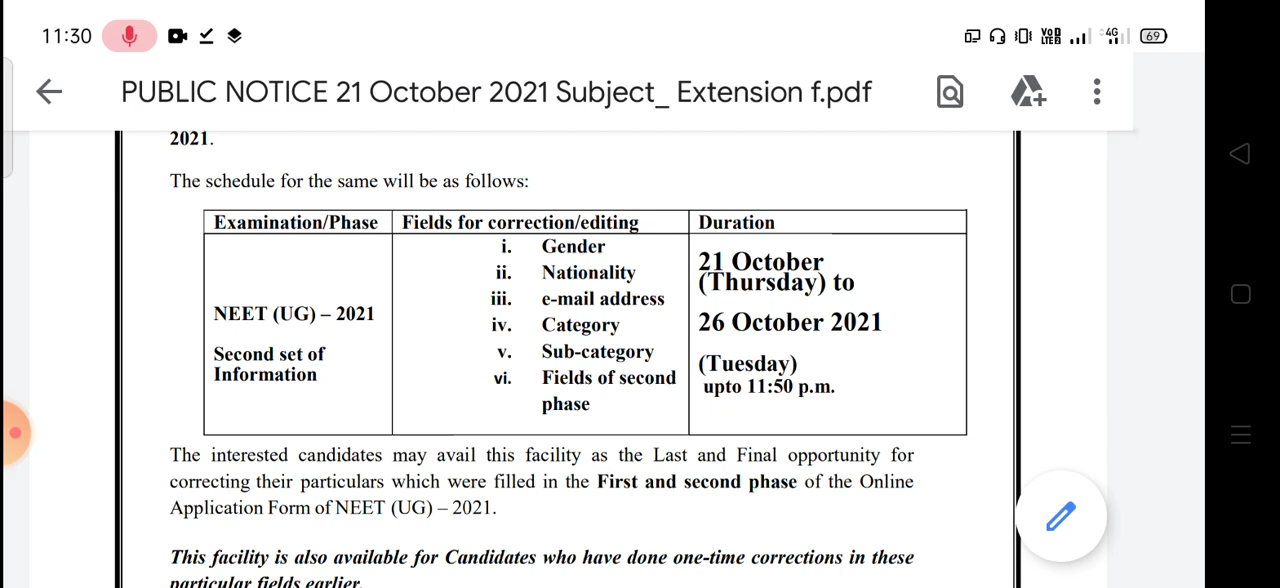 11:30 VoD LTE2 4G 69
PUBLIC NOTICE 21 October 2021 Subject_ Extension f.pdf
2021.
The schedule for the same will be as follows:
Examination/Phase Fields for correction/editing Duration
NEET (UG) – 2021
Second set of
Information
i. Gender
ii. Nationality
iii. e-mail address
iv. Category
v. Sub-category
vi. Fields of second
phase
21 October
(Thursday) to
26 October 2021
(Tuesday)
upto 11:50 p.m.
The interested candidates may avail this facility as the Last and Final opportunity for
correcting their particulars which were filled in the First and second phase of the Online
Application Form of NEET (UG) – 2021.
This facility is also available for Candidates who have done one-time corrections in these
particular fields earlier.